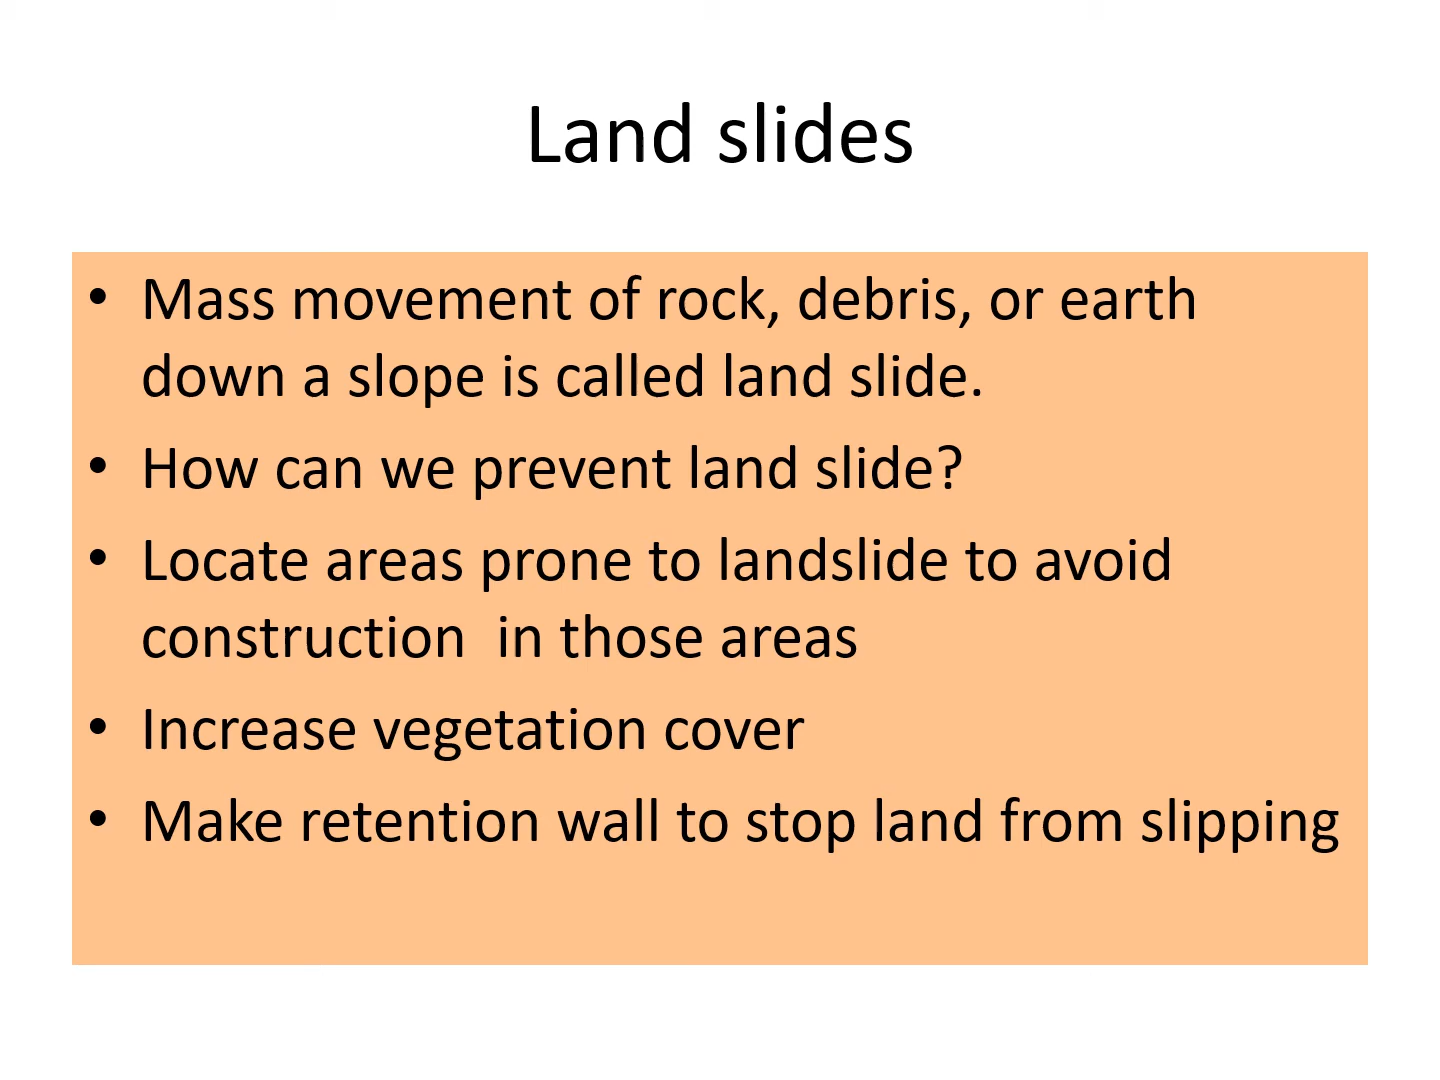 Land slides
• Mass movement of rock, debris, or earth
down a slope is called land slide.
• How can we prevent land slide?
• Locate areas prone to landslide to avoid
construction  in those areas
• Increase vegetation cover
• Make retention wall to stop land from slipping